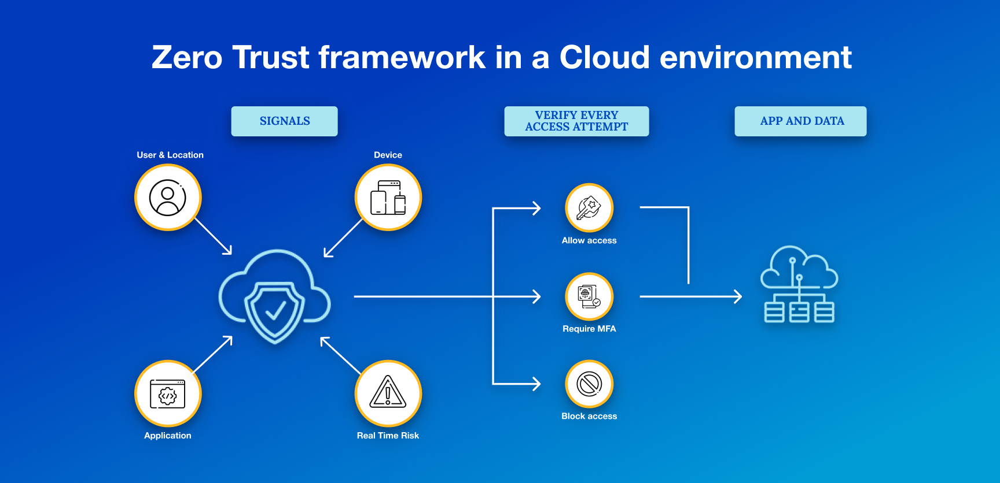 Zero Trust framework in a Cloud environment
SIGNALS
VERIFY EVERY
ACCESS ATTEMPT
APP AND DATA
User & Location
Device
Allow access
Require MFA
Block access
Application
Real Time Risk